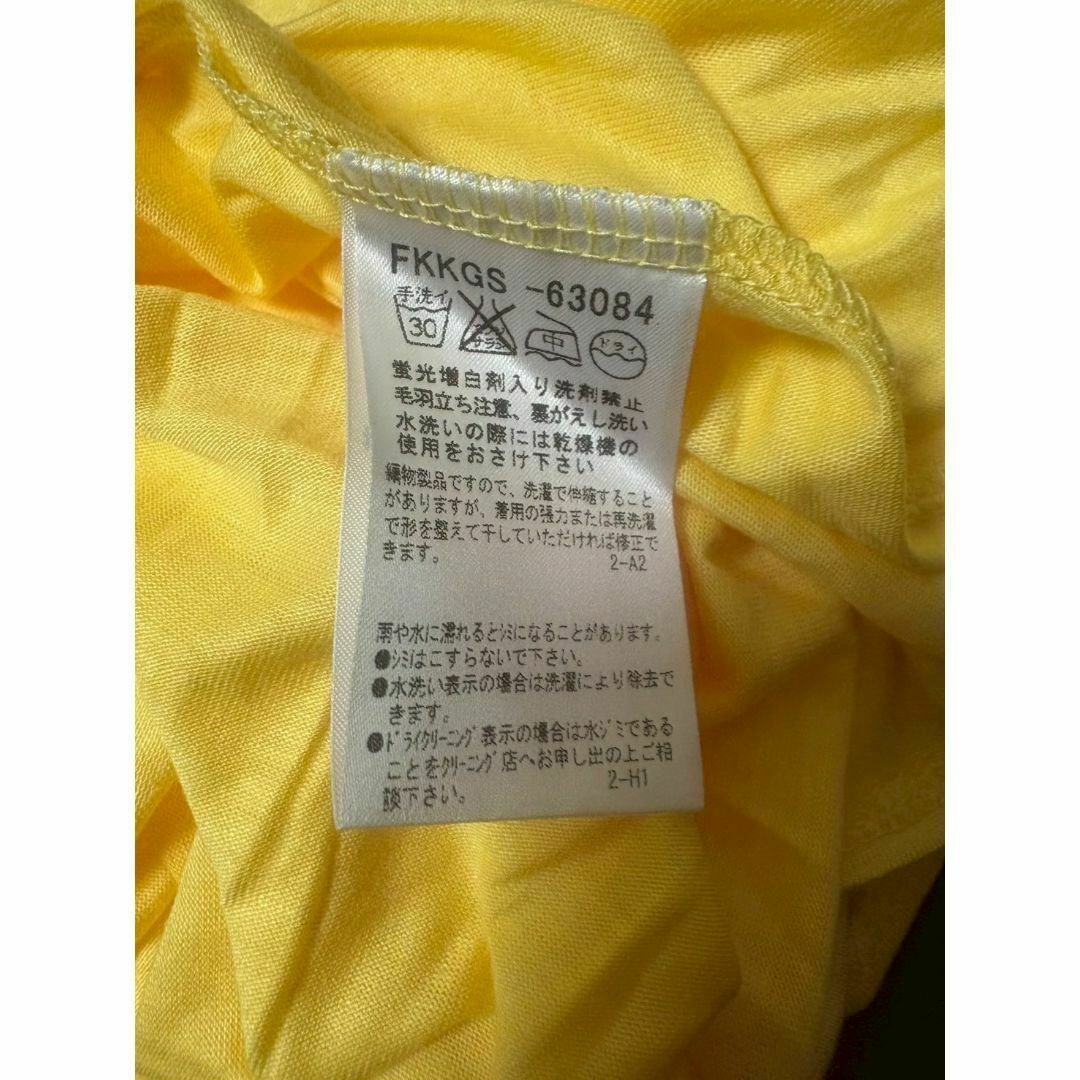 FKKGS -63084
手洗イ
30
エンソ
サラシ
中
ドライ
蛍光増白剤入り洗剤禁止
毛羽立ち注意、裏がえし洗い
水洗いの際には乾燥機の
使用をおさけ下さい
編物製品ですので、洗濯で伸縮すること
がありますが、着用の張力または再洗濯
で形を整えて干していただければ修正で
きます。 2-A2
雨や水に濡れるとシミになることがあります。
●シミはこすらないで下さい。
●水洗い表示の場合は洗濯により除去で
きます。
●ドライクリーニング表示の場合は水ジミである
ことをクリーニング店へお申し出の上ご相
談下さい。 2-H1